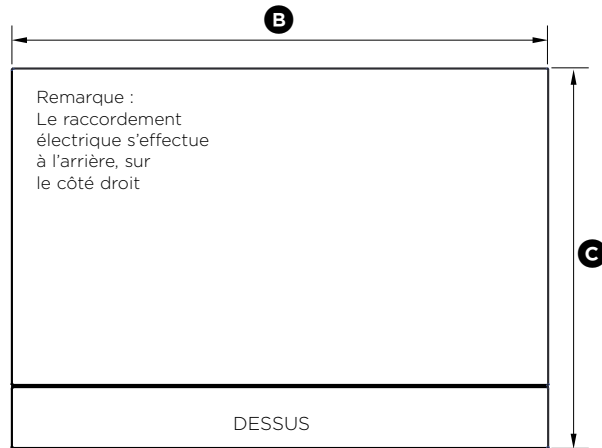 B
Remarque :
Le raccordement
électrique s’effectue
à l’arrière, sur
le côté droit
C
DESSUS